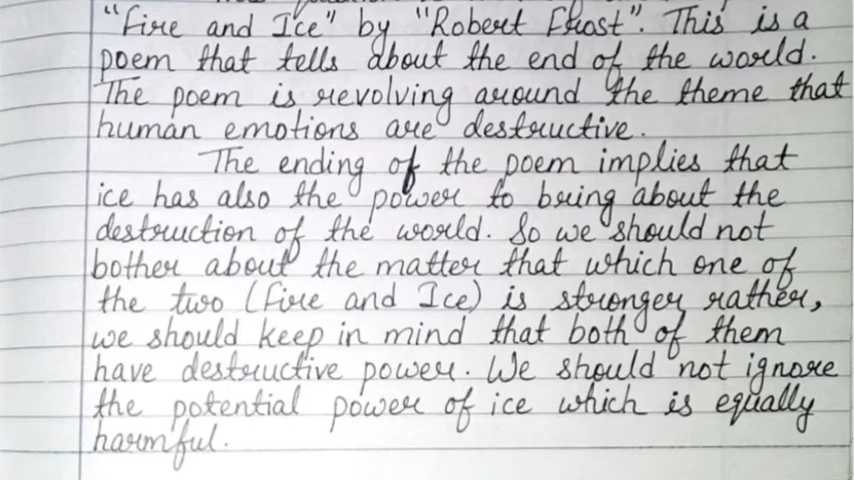 "Fire and Ice" by "Robert Frost". This is a
poem that tells about the end of the world.
The poem is revolving around the theme that
human emotions are destructive.
The ending of the poem implies that
ice has also the power to bring about the
destruction of the world. So we should not
bother about the matter that which one of
the two (Fire and Ice) is stronger rather,
we should keep in mind that both of them
have destructive power. We should not ignore
the potential power of ice which is equally
harmful.